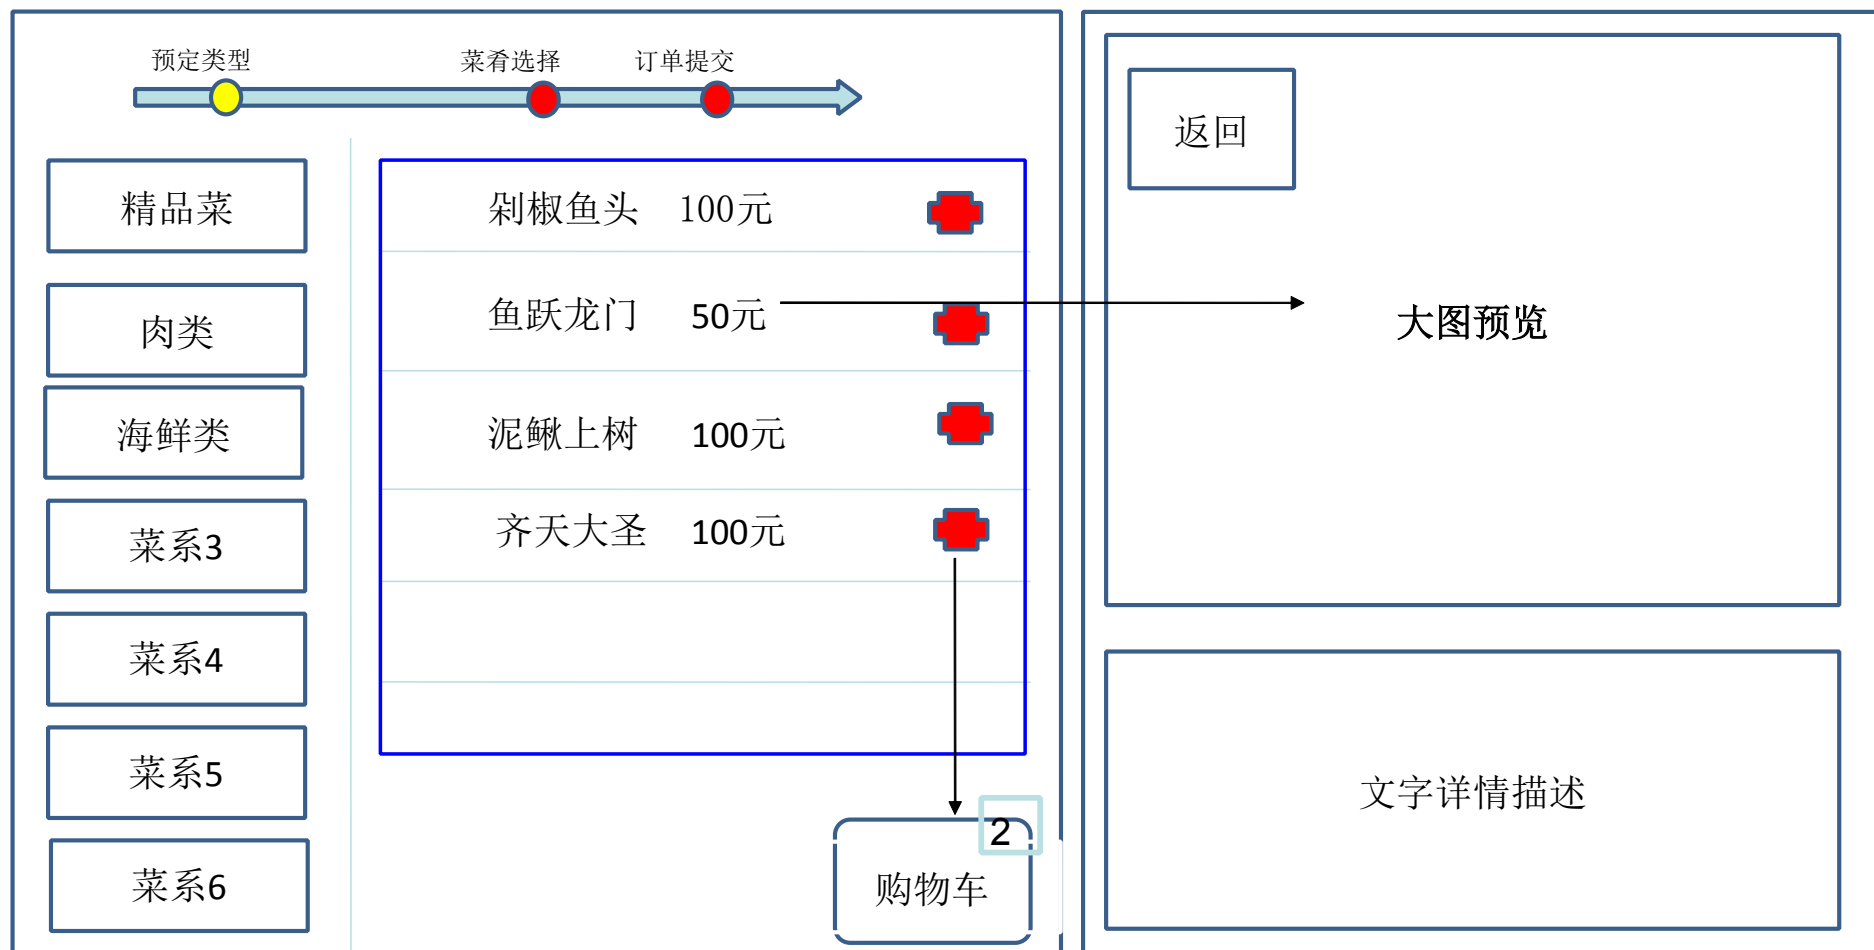 预定类型
菜肴选择
订单提交
精品菜
肉类
海鲜类
菜系3
菜系4
菜系5
菜系6
剁椒鱼头 100元
鱼跃龙门 50元
泥鳅上树 100元
齐天大圣 100元
2
购物车
返回
大图预览
文字详情描述